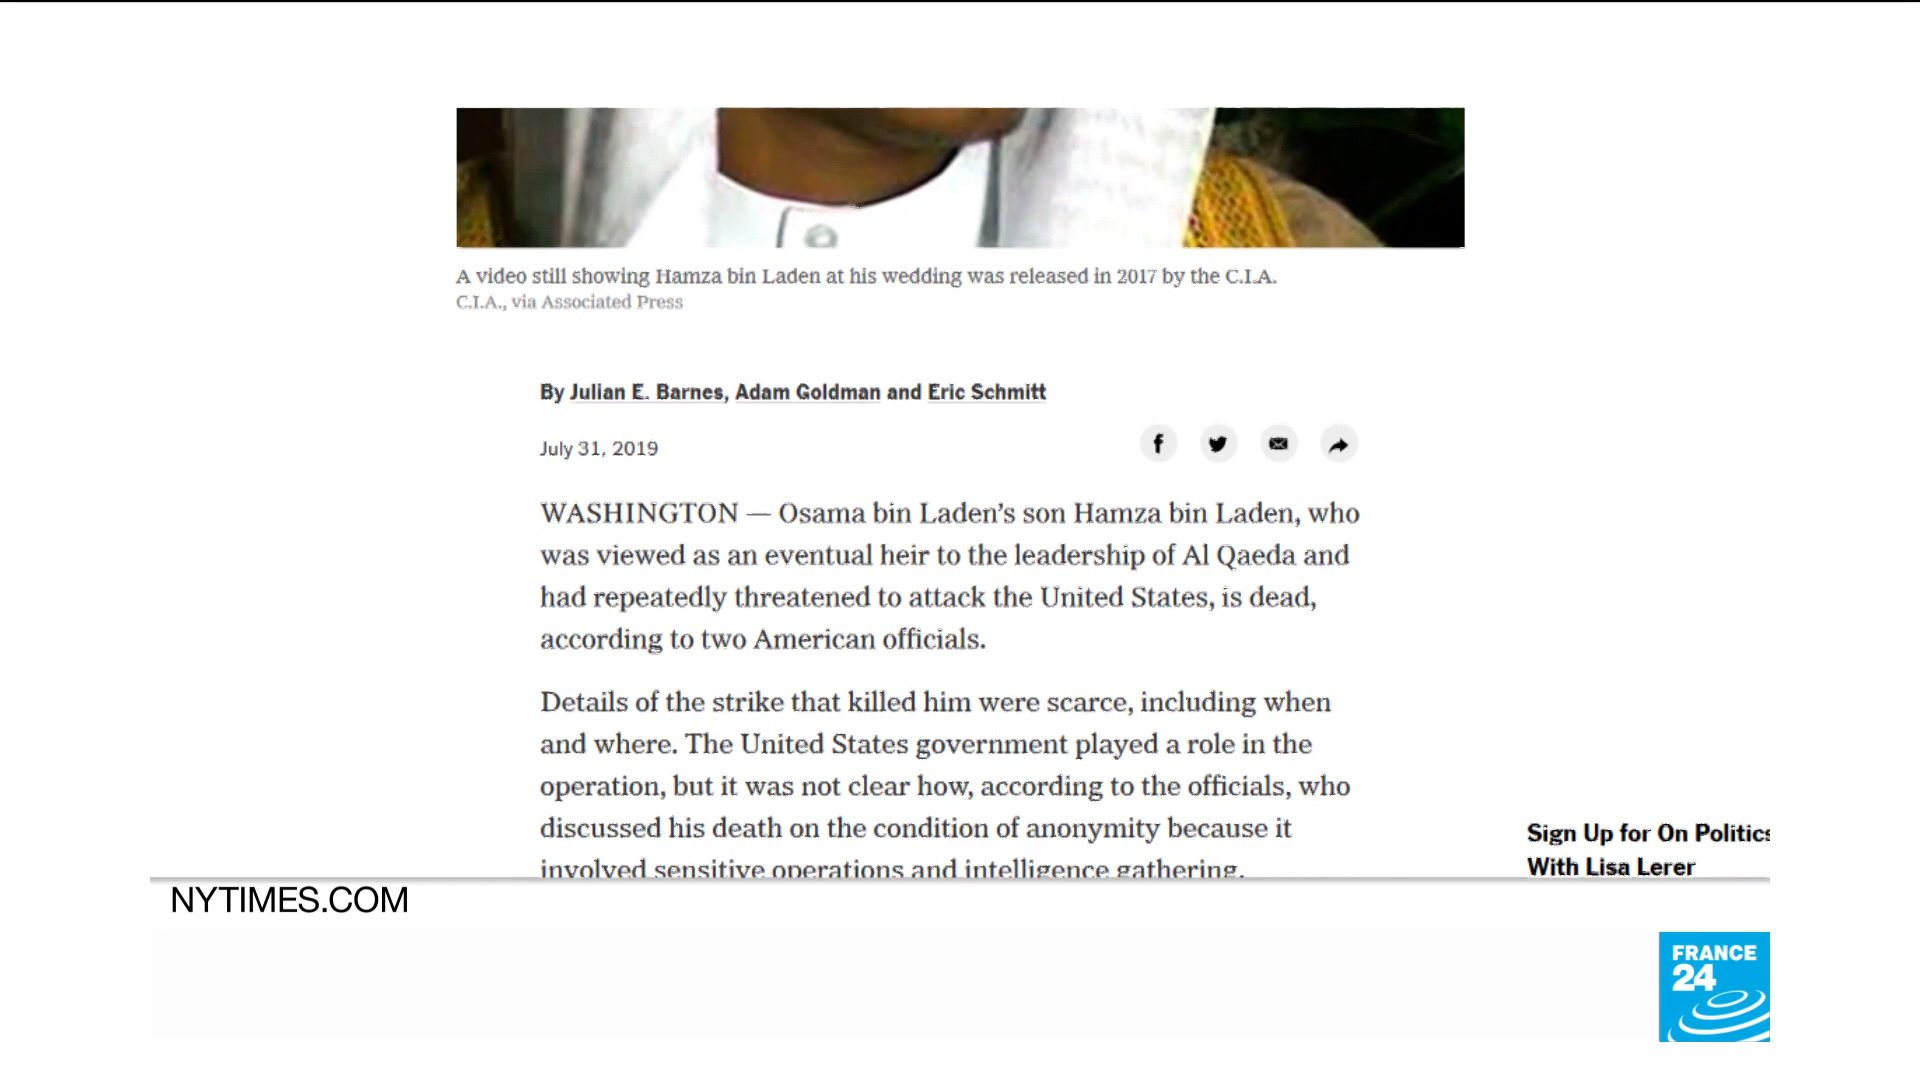 A video still showing Hamza bin Laden at his wedding was released in 2017 by the C.I.A.
C.I.A., via Associated Press
By Julian E. Barnes, Adam Goldman and Eric Schmitt
July 31, 2019
WASHINGTON — Osama bin Laden’s son Hamza bin Laden, who
was viewed as an eventual heir to the leadership of Al Qaeda and
had repeatedly threatened to attack the United States, is dead,
according to two American officials.
Details of the strike that killed him were scarce, including when
and where. The United States government played a role in the
operation, but it was not clear how, according to the officials, who
discussed his death on the condition of anonymity because it
involved sensitive operations and intelligence gathering.
Sign Up for On Politics
With Lisa Lerer
NYTIMES.COM
FRANCE
24